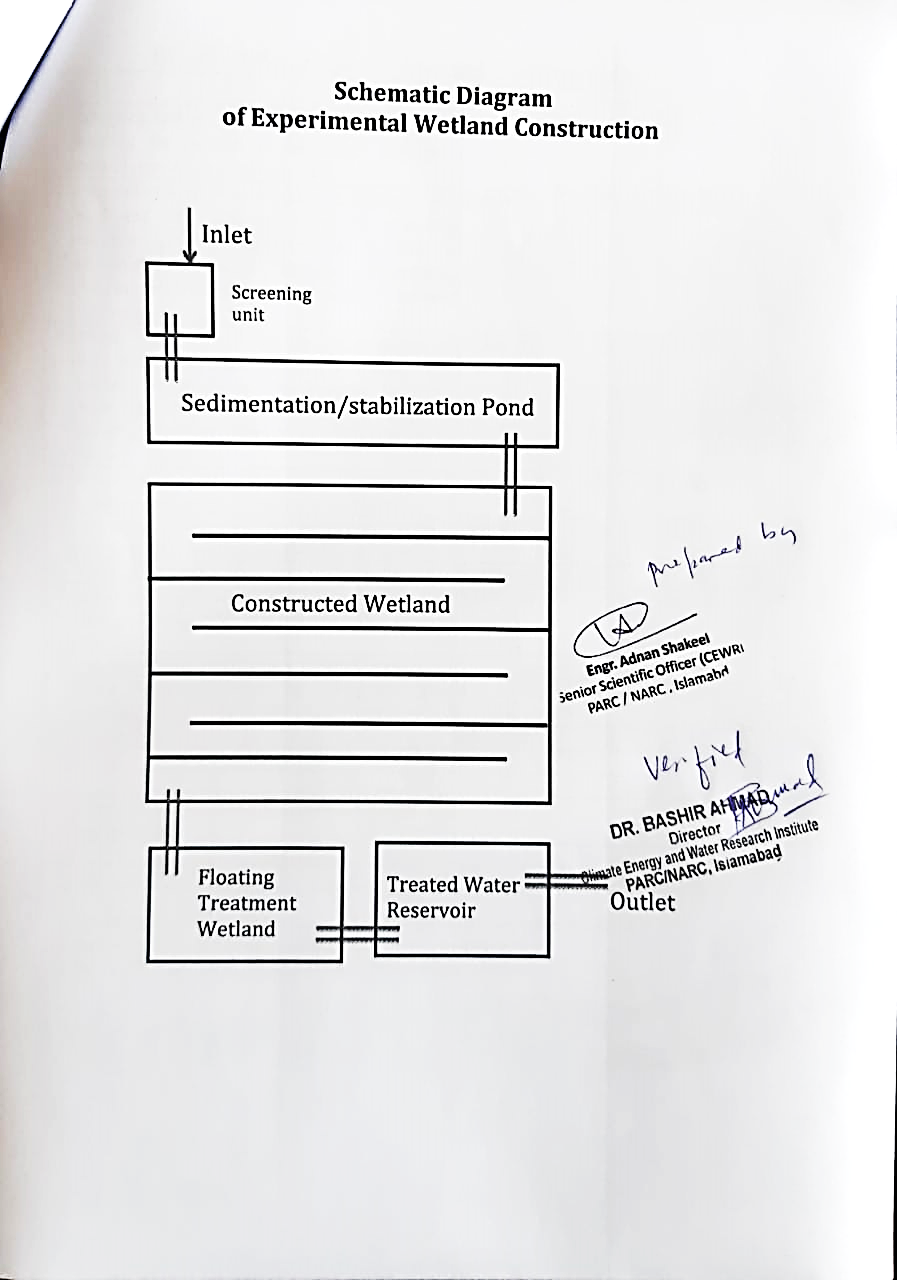 Schematic Diagram
of Experimental Wetland Construction
Inlet
Screening
unit
Sedimentation/stabilization Pond
Constructed Wetland
prepared by
Engr. Adnan Shakeel
Senior Scientific Officer (CEWRI
PARC / NARC, Islamabd
Verified
DR. BASHIR AHMAD
Director
Climate Energy and Water Research Institute
PARC/NARC, Islamabad
Floating
Treatment
Wetland
Treated Water
Reservoir
Outlet